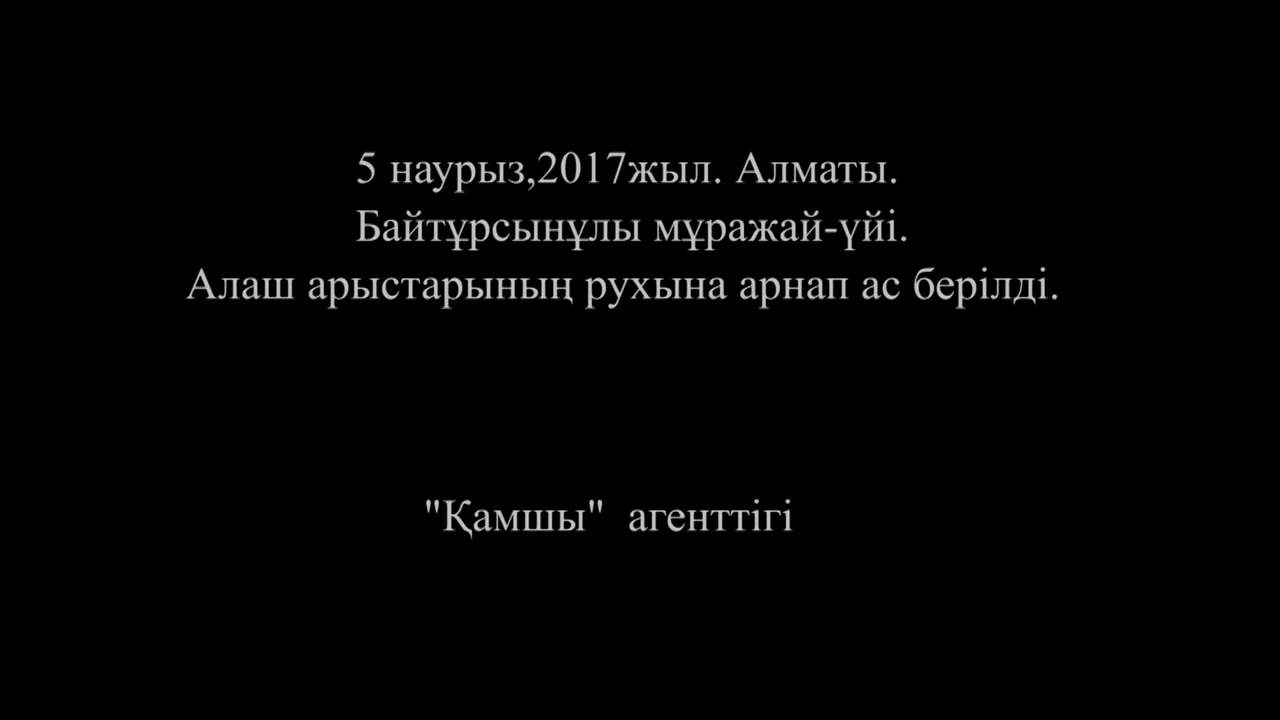 5 наурыз,2017жыл. Алматы.
Байтұрсынұлы мұражай-үйі.
Алаш арыстарының рухына арнап ас берілді.
"Қамшы" агенттігі